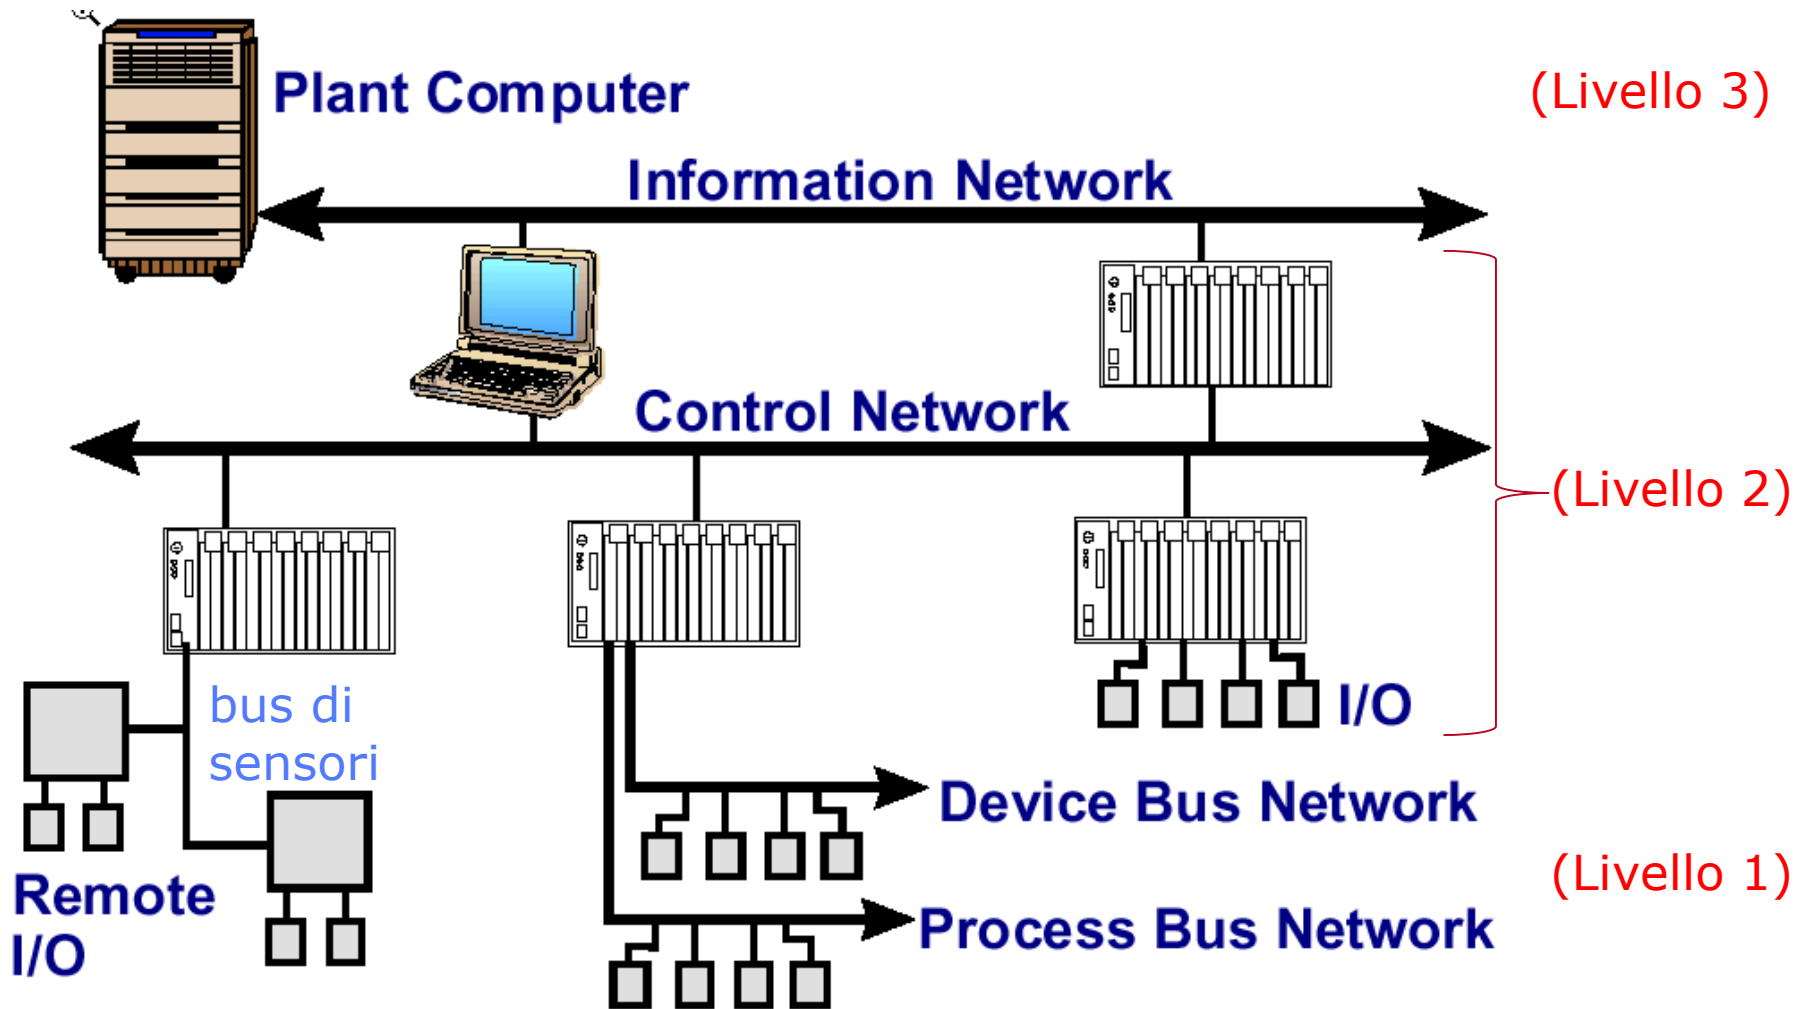 Plant Computer
(Livello 3)
Information Network
Control Network
(Livello 2)
bus di
sensori
I/O
Device Bus Network
(Livello 1)
Remote
I/O
Process Bus Network